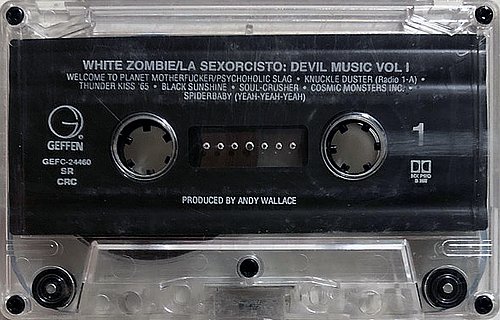 WHITE ZOMBIE/LA SEXORCISTO: DEVIL MUSIC VOL I
WELCOME TO PLANET MOTHERFUCKER/PSYCHOHOLIC SLAG • KNUCKLE DUSTER (Radio 1-A) •
THUNDER KISS '65 • BLACK SUNSHINE • SOUL-CRUSHER • COSMIC MONSTERS INC. •
SPIDERBABY (YEAH-YEAH-YEAH)
GEFFEN
GEFC-24460
SR
CRC
1
PRODUCED BY ANDY WALLACE